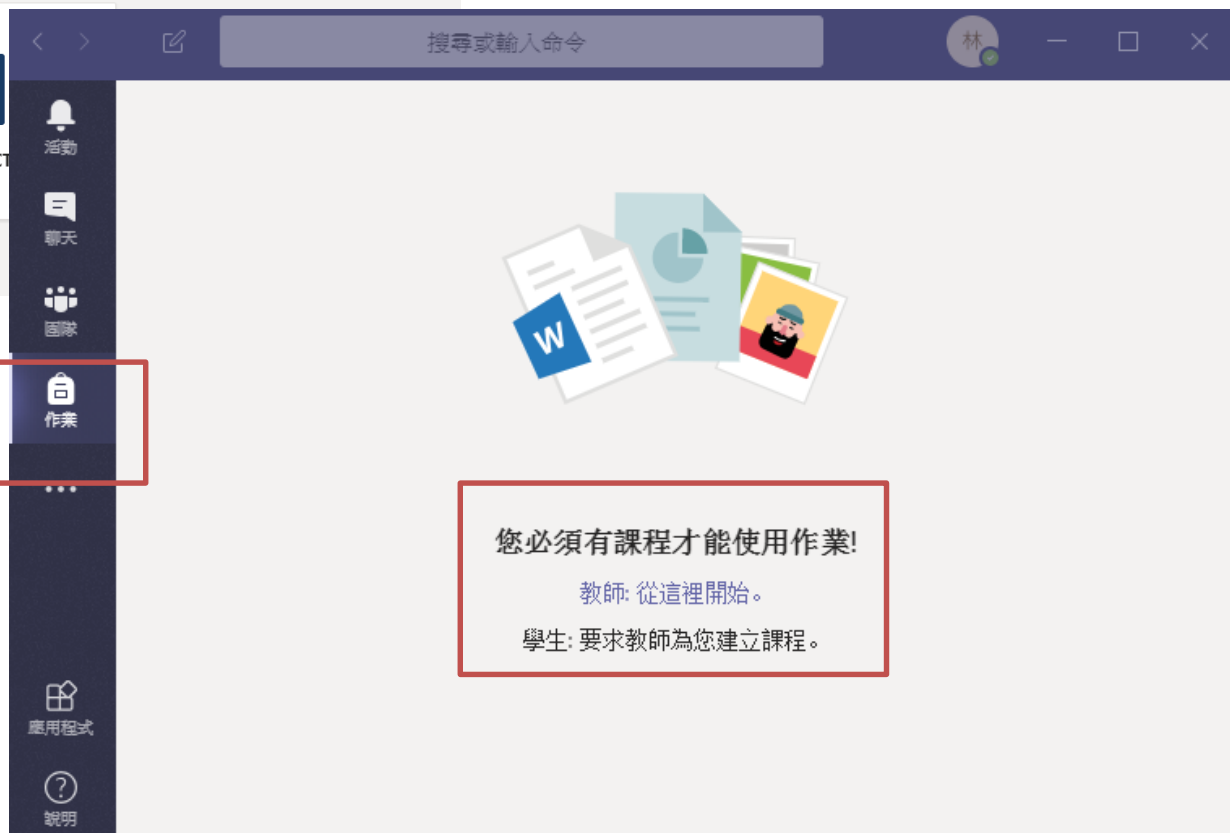 搜尋或輸入命令
林
活動
聊天
團隊
作業
W
您必須有課程才能使用作業!
教師: 從這裡開始。
學生: 要求教師為您建立課程。
應用程式
說明